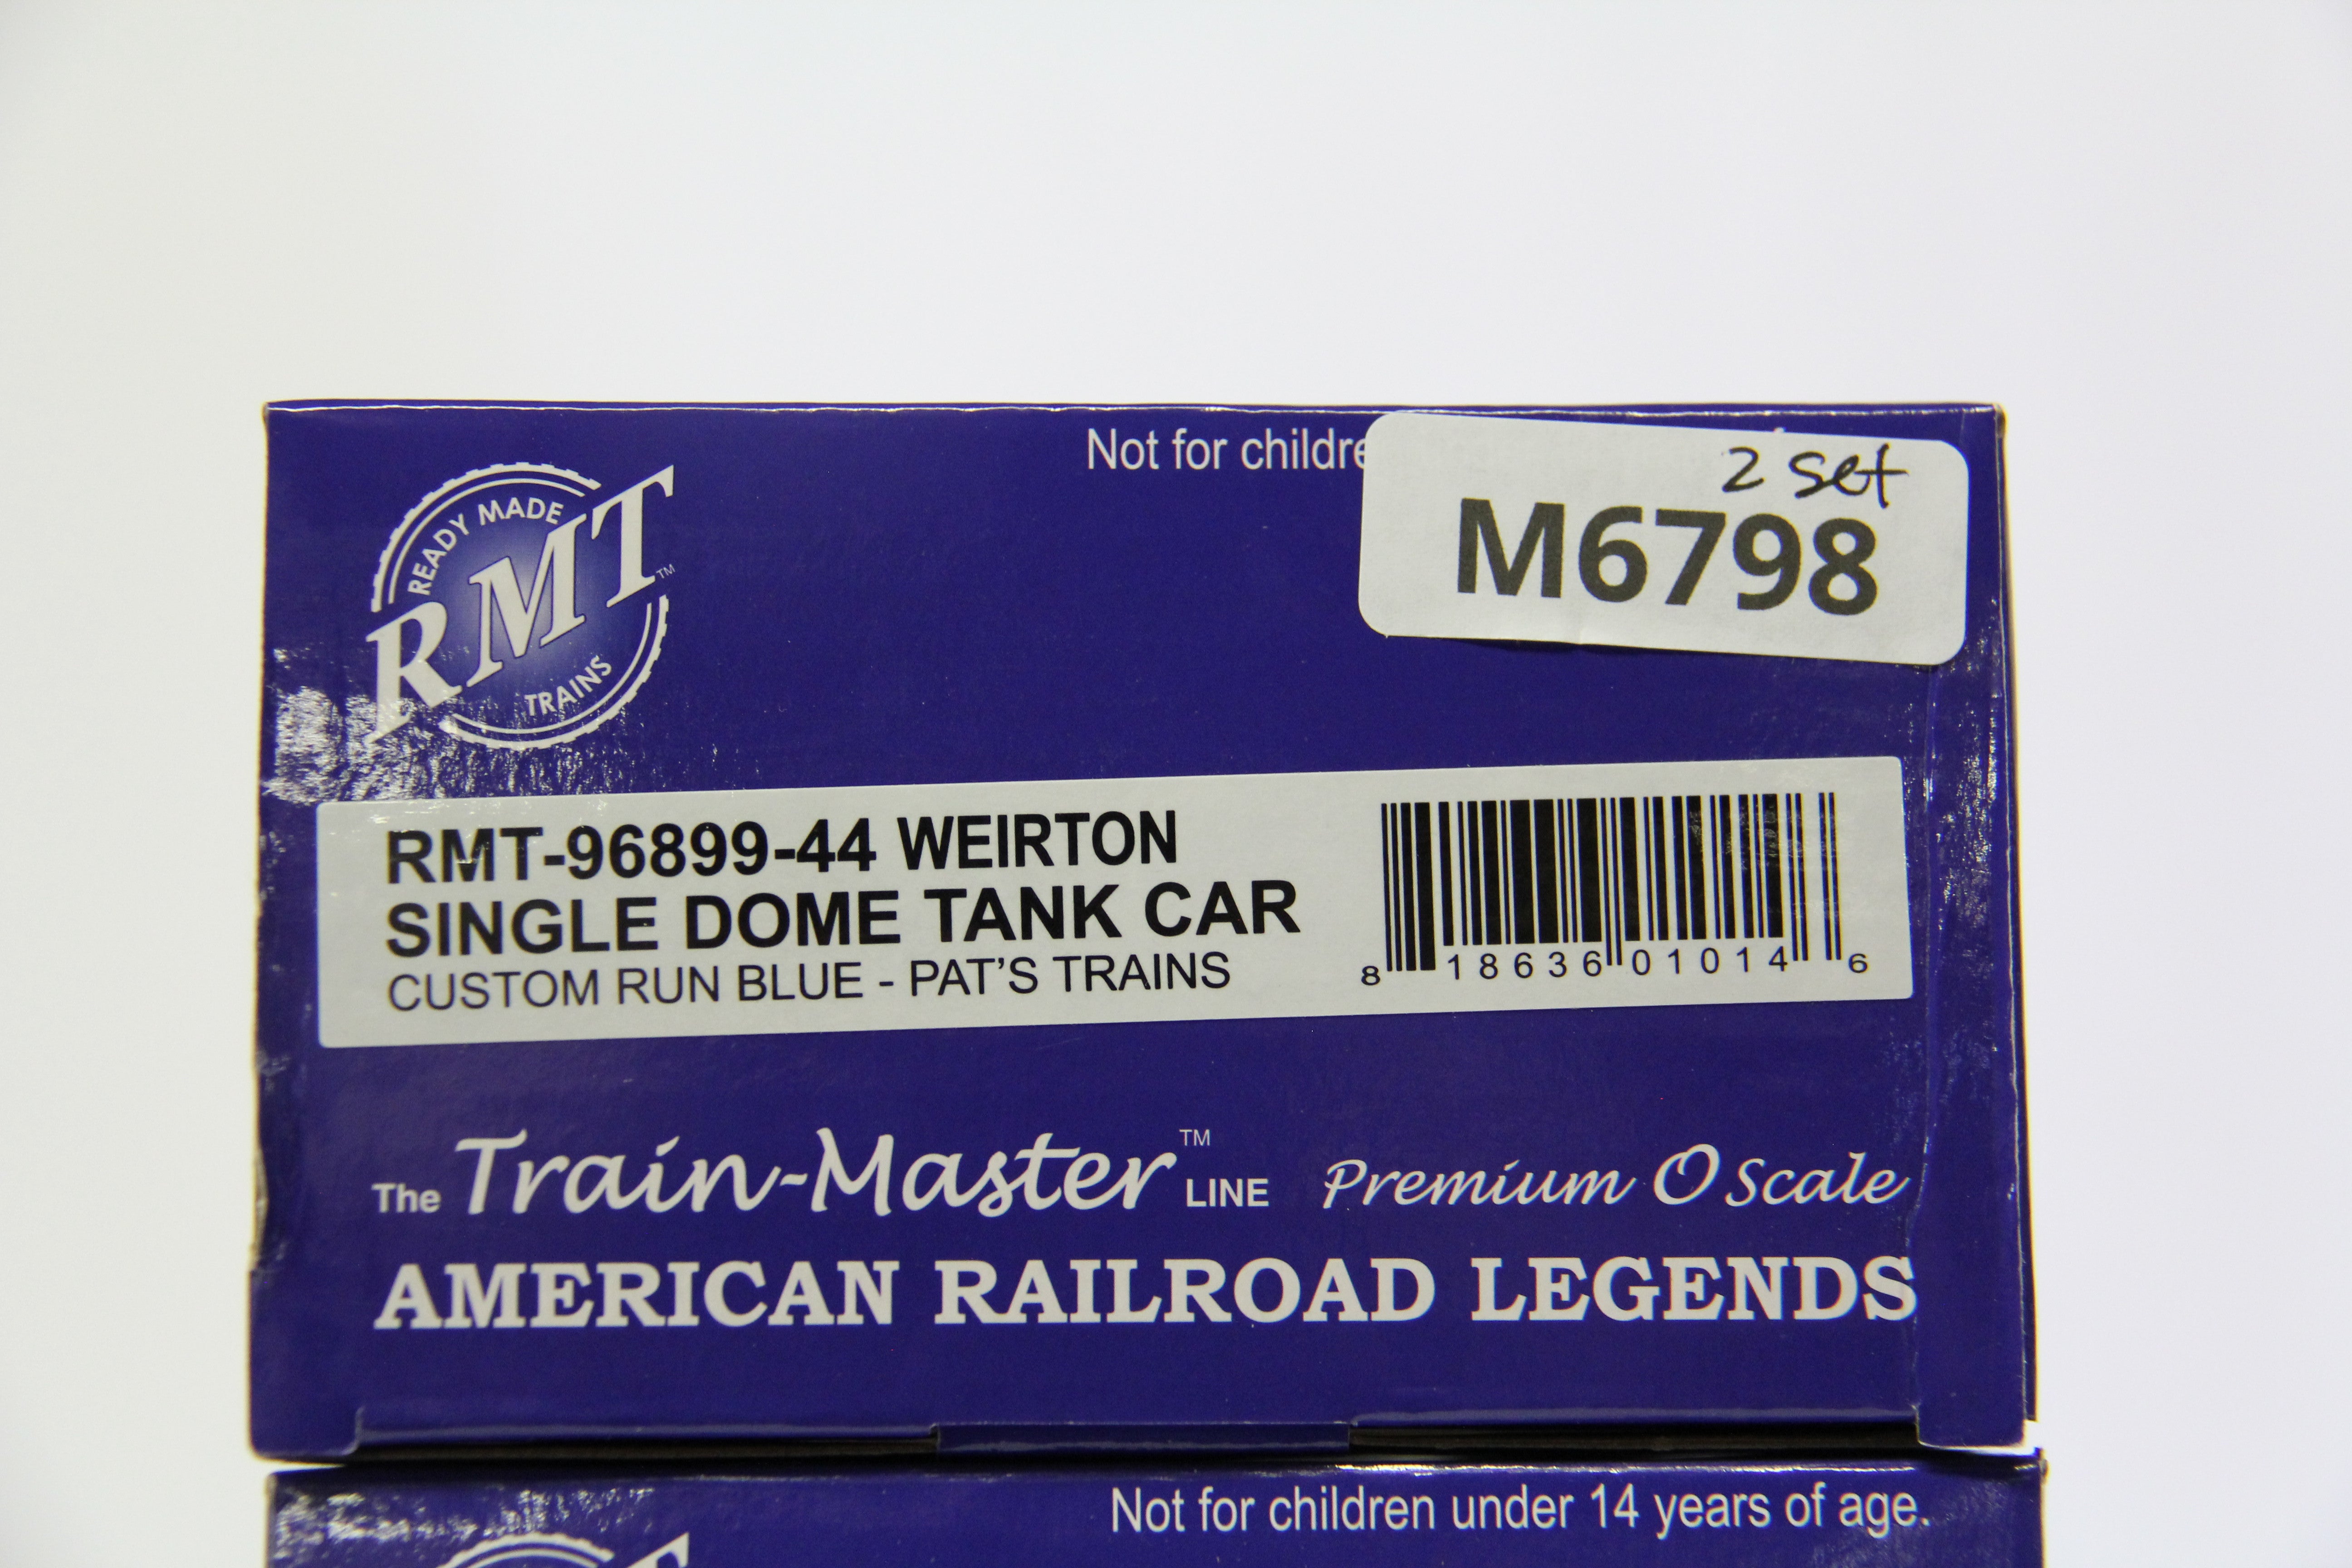 Not for childre
2 set
M6798
READY MADE
RMT™
TRAINS
RMT-96899-44 WEIRTON
SINGLE DOME TANK CAR
CUSTOM RUN BLUE - PAT'S TRAINS
8 18636 01014 6
The Train-Master™ LINE Premium O Scale
AMERICAN RAILROAD LEGENDS
Not for children under 14 years of age.